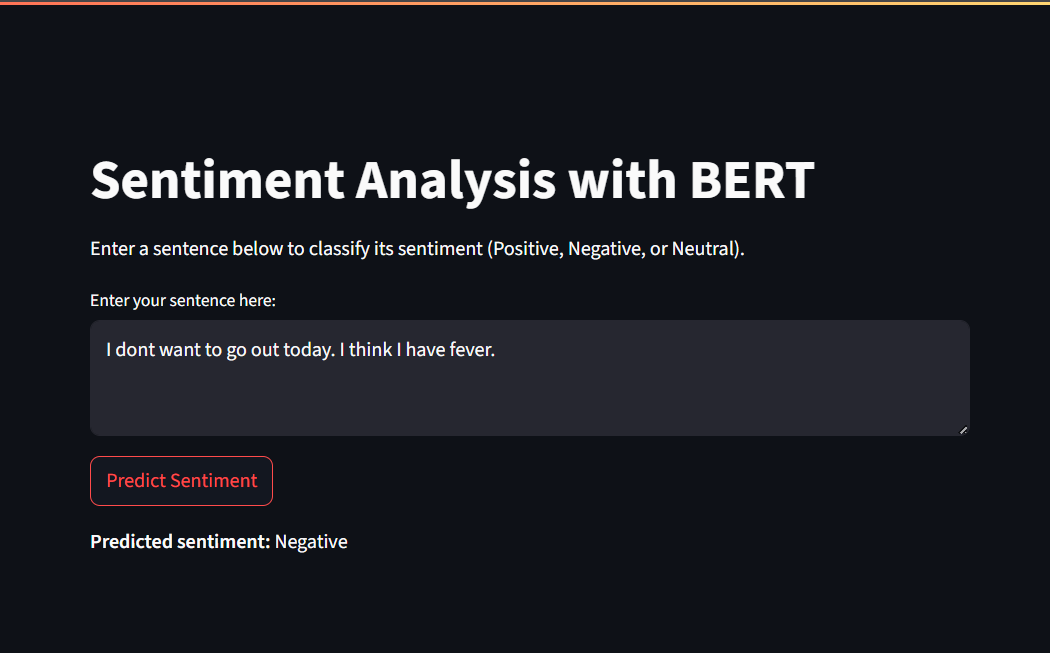 Sentiment Analysis with BERT
Enter a sentence below to classify its sentiment (Positive, Negative, or Neutral).
Enter your sentence here:
I dont want to go out today. I think I have fever.
Predict Sentiment
Predicted sentiment: Negative